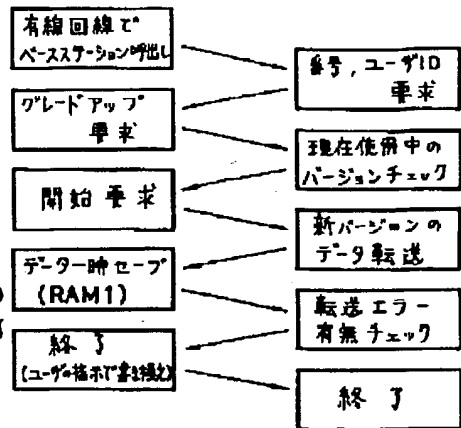 有線回線で
ベースステーション呼出し
番号,ユーザID
要求
グレードアップ
要求
現在使用中の
バージョンチェック
開始要求
新バージョンの
データ転送
データ一時セーブ
(RAM1)
転送エラー
有無チェック
終了
(ユーザの指示で書き換え)
終了